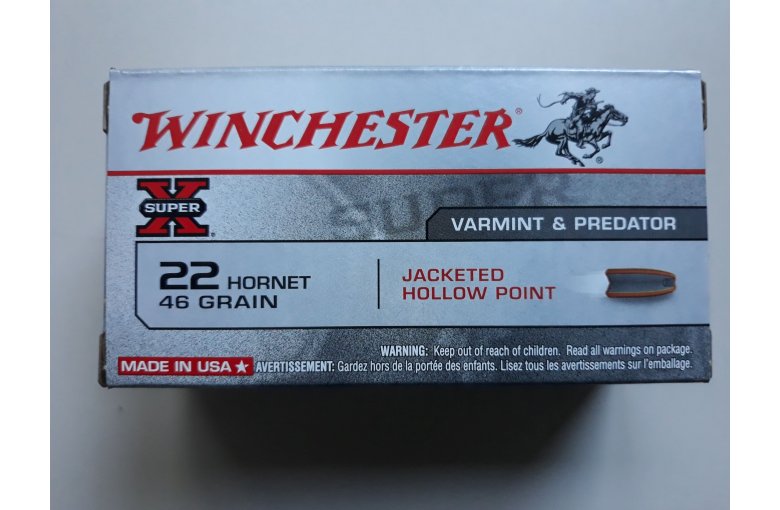 WINCHESTER®
SUPER X®
SUPER
VARMINT & PREDATOR
22 HORNET
46 GRAIN
JACKETED
HOLLOW POINT
WARNING: Keep out of reach of children. Read all warnings on package.
MADE IN USA ★ AVERTISSEMENT: Gardez hors de la portée des enfants. Lisez tous les avertissements sur l'emballage.